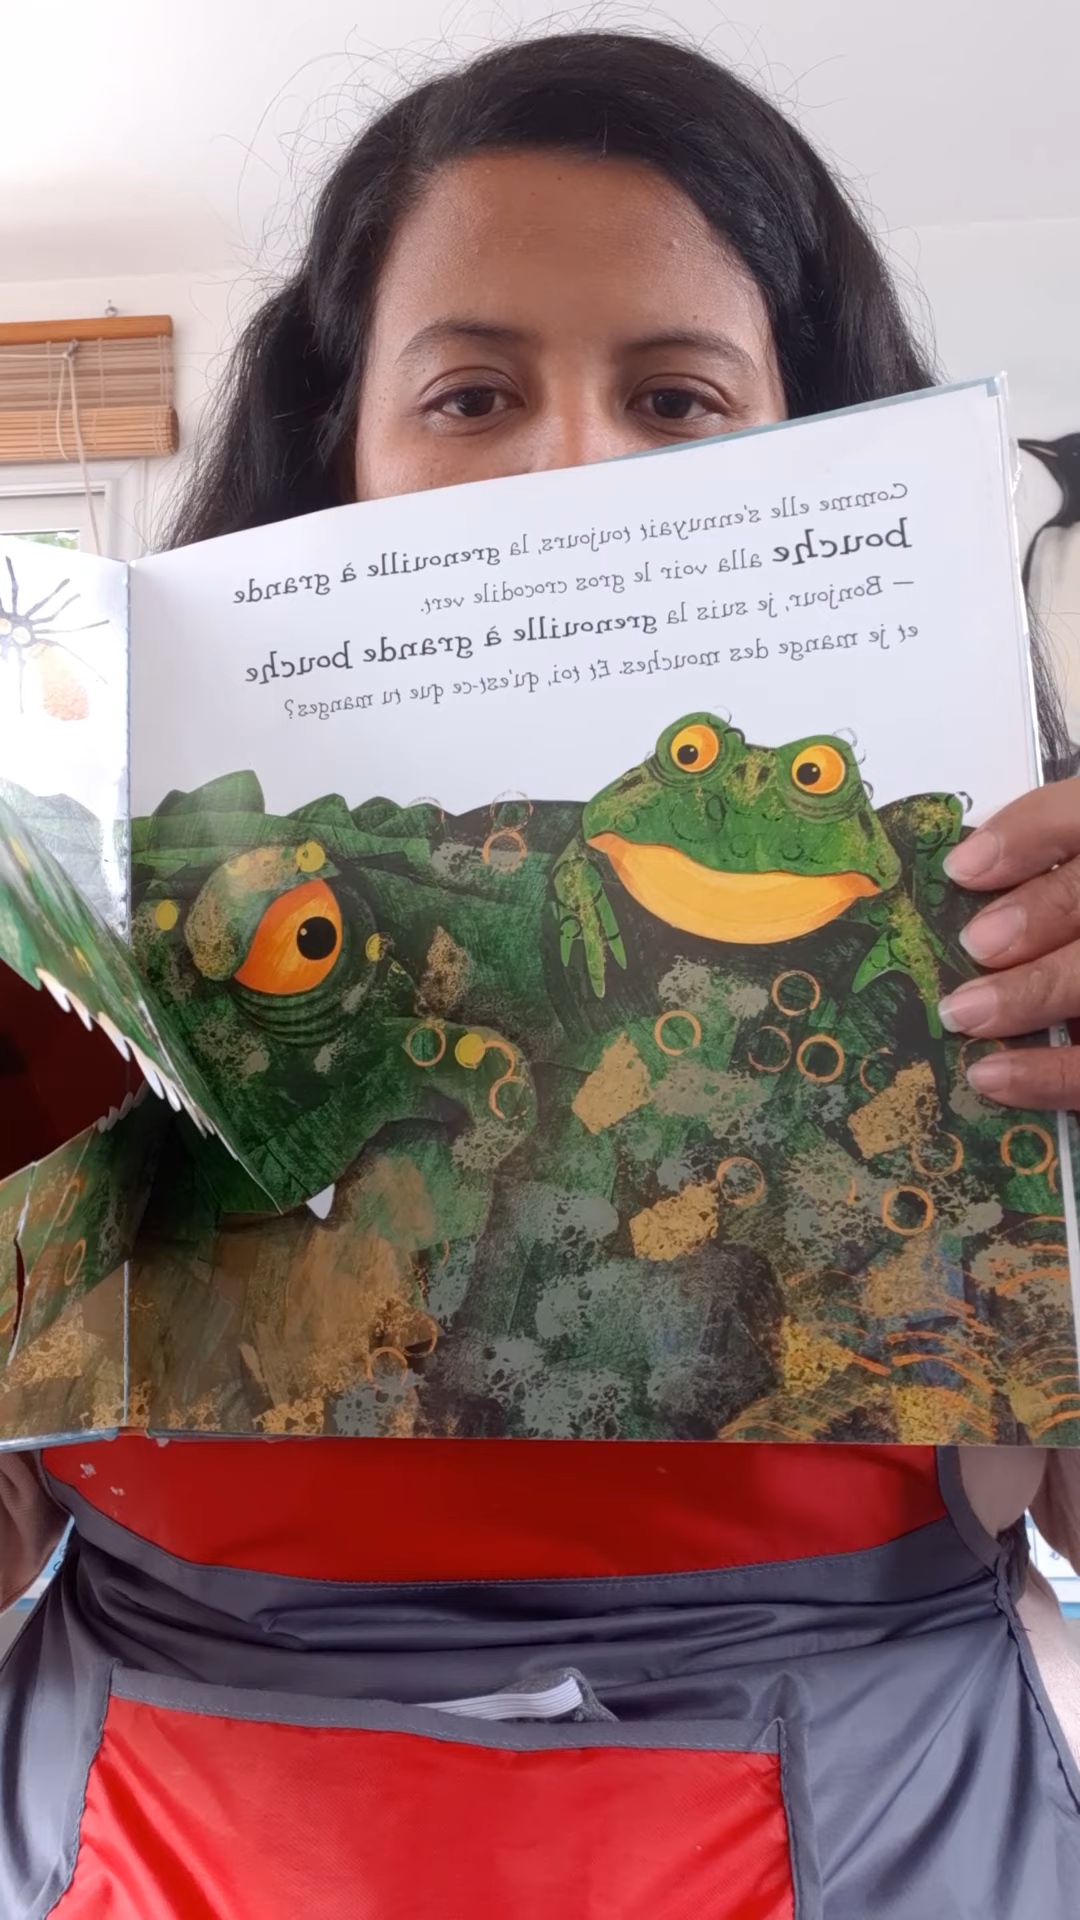 Comme elle s'ennuyait toujours, la grenouille à grande
bouche alla voir le gros crocodile vert.
– Bonjour, je suis la grenouille à grande bouche
et je mange des mouches. Et toi, qu'est-ce que tu manges?